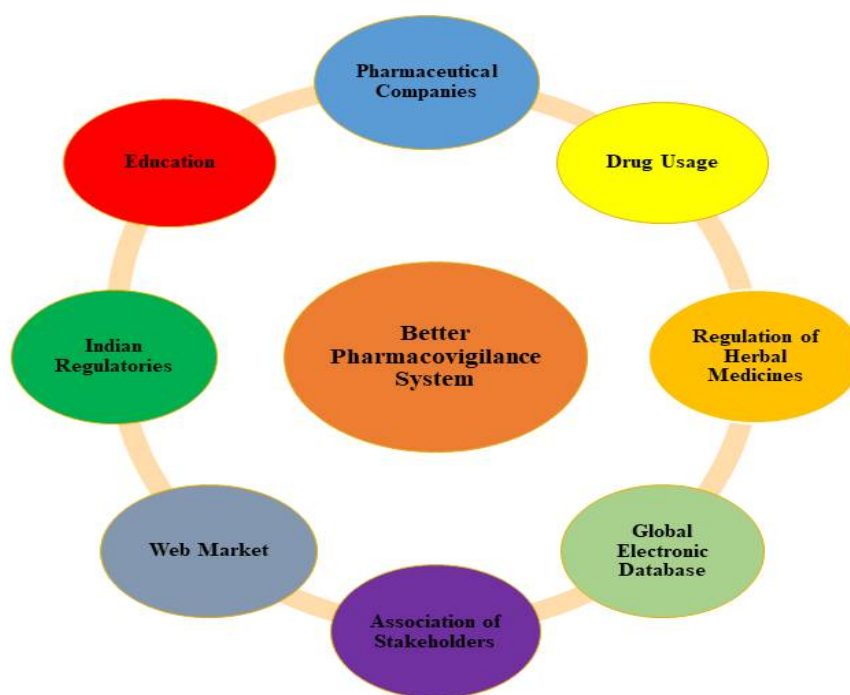 Pharmaceutical
Companies
Education
Drug Usage
Indian
Regulatories
Better
Pharmacovigilance
System
Regulation of
Herbal
Medicines
Web Market
Global
Electronic
Database
Association of
Stakeholders